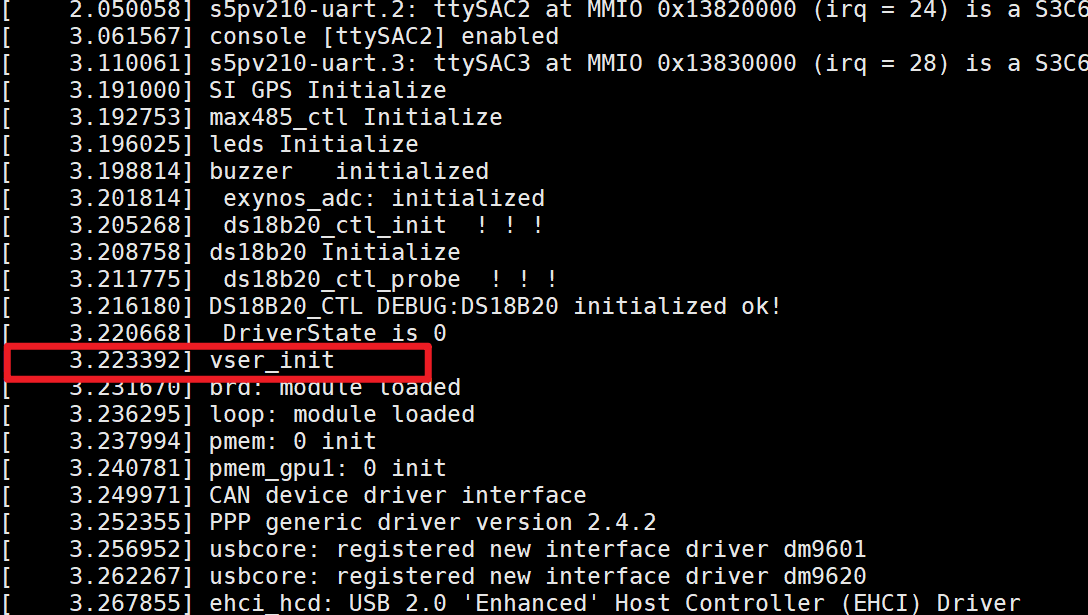 [    2.050058] s5pv210-uart.2: ttySAC2 at MMIO 0x13820000 (irq = 24) is a S3C6
[    3.061567] console [ttySAC2] enabled
[    3.110061] s5pv210-uart.3: ttySAC3 at MMIO 0x13830000 (irq = 28) is a S3C6
[    3.191000] SI GPS Initialize
[    3.192753] max485_ctl Initialize
[    3.196025] leds Initialize
[    3.198814] buzzer   initialized
[    3.201814]  exynos_adc: initialized
[    3.205268]  ds18b20_ctl_init  ! ! !
[    3.208758] ds18b20 Initialize
[    3.211775]  ds18b20_ctl_probe  ! ! !
[    3.216180] DS18B20_CTL DEBUG:DS18B20 initialized ok!
[    3.220668]  DriverState is 0
[    3.223392] vser_init
[    3.231670] brd: module loaded
[    3.236295] loop: module loaded
[    3.237994] pmem: 0 init
[    3.240781] pmem_gpu1: 0 init
[    3.249971] CAN device driver interface
[    3.252355] PPP generic driver version 2.4.2
[    3.256952] usbcore: registered new interface driver dm9601
[    3.262267] usbcore: registered new interface driver dm9620
[    3.267855] ehci_hcd: USB 2.0 'Enhanced' Host Controller (EHCI) Driver